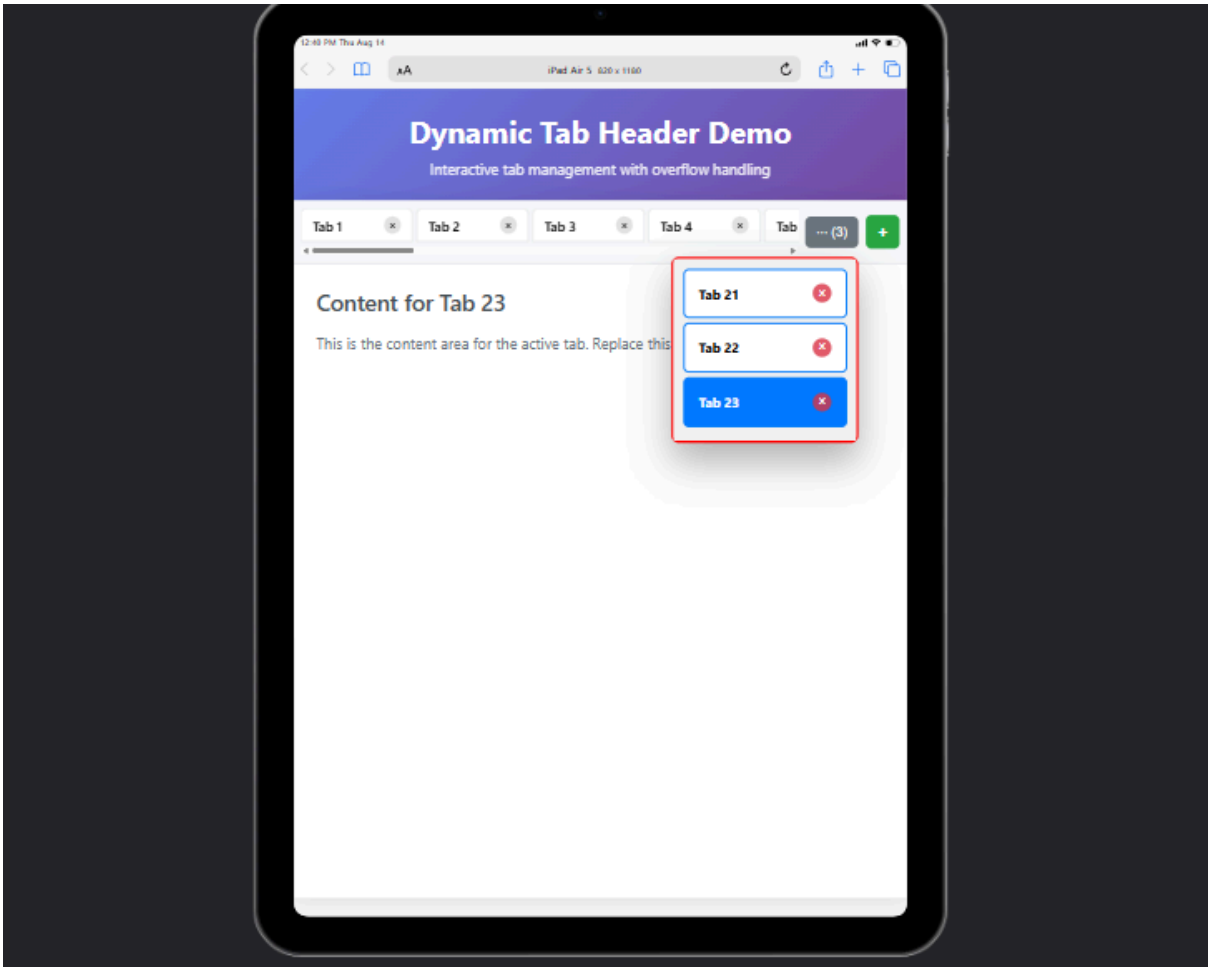 12:48 PM Thu Aug 14
AA
iPad Air 5 820 x 1180
Dynamic Tab Header Demo
Interactive tab management with overflow handling
Tab 1 ×
Tab 2 ×
Tab 3 ×
Tab 4 ×
Tab
··· (3)
+
Content for Tab 23
This is the content area for the active tab. Replace this
Tab 21 ×
Tab 22 ×
Tab 23 ×